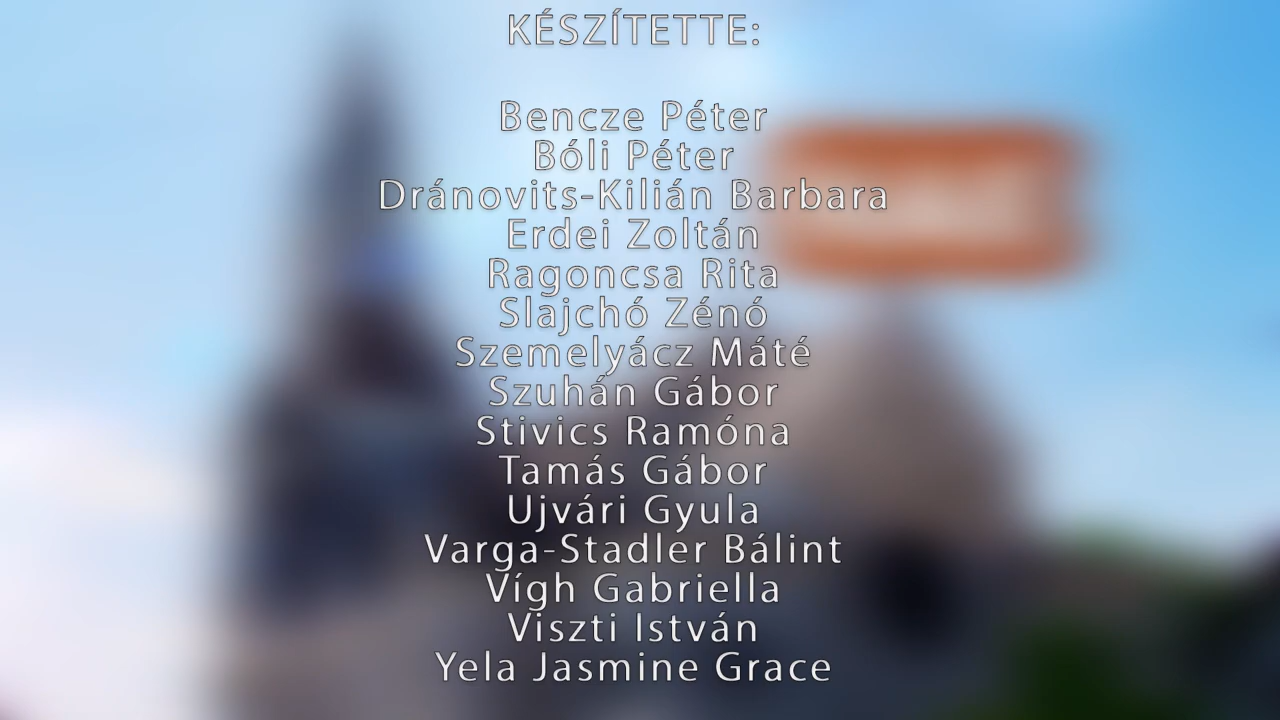 KÉSZÍTETTE:
Bencze Péter
Bóli Péter
Dránovits-Kilián Barbara
Erdei Zoltán
Ragoncsa Rita
Slajchó Zénó
Szemelyácz Máté
Szuhán Gábor
Stivics Ramóna
Tamás Gábor
Ujvári Gyula
Varga-Stadler Bálint
Vígh Gabriella
Viszti István
Yela Jasmine Grace